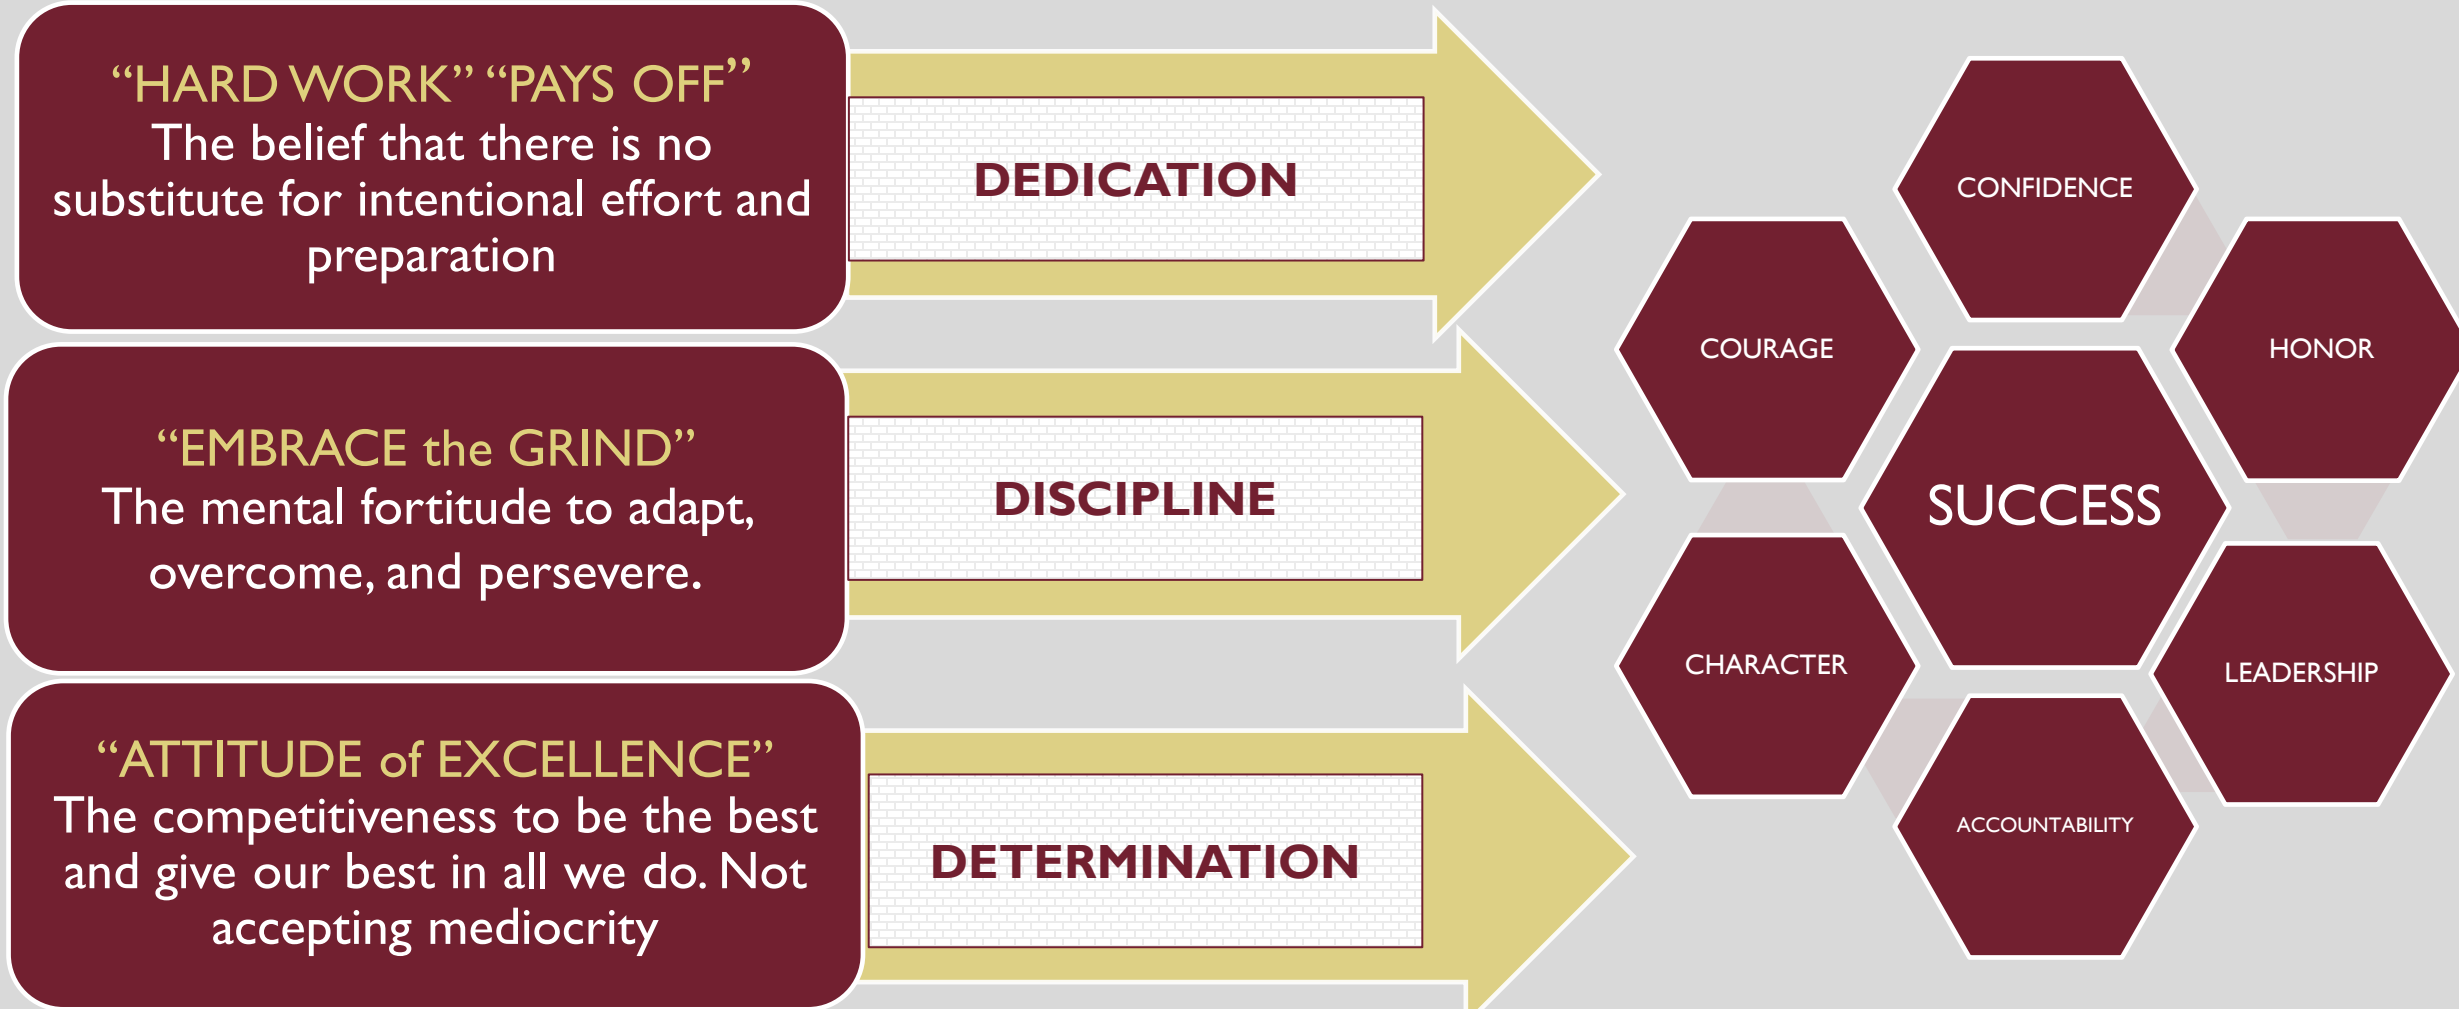 “HARD WORK” “PAYS OFF”
The belief that there is no
substitute for intentional effort and
preparation
DEDICATION
“EMBRACE the GRIND”
The mental fortitude to adapt,
overcome, and persevere.
DISCIPLINE
“ATTITUDE of EXCELLENCE”
The competitiveness to be the best
and give our best in all we do. Not
accepting mediocrity
DETERMINATION
CONFIDENCE
COURAGE
HONOR
SUCCESS
CHARACTER
LEADERSHIP
ACCOUNTABILITY